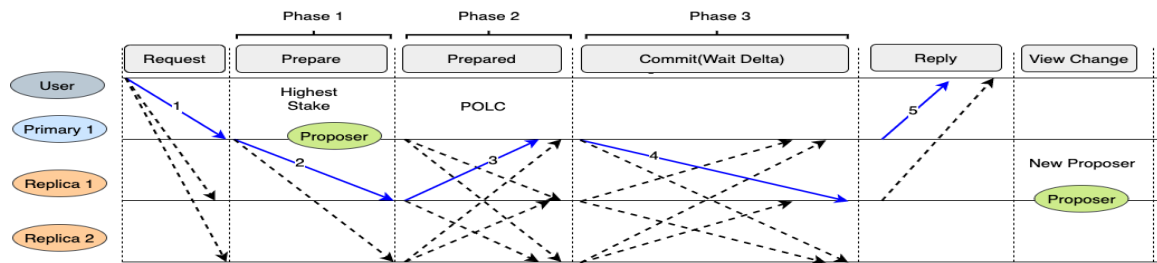 Phase 1 Phase 2 Phase 3
Request Prepare Prepared Commit(Wait Delta) Reply View Change
User Highest
Stake POLC
1 5
Primary 1 Proposer
2 3 4
New Proposer
Replica 1 Proposer
Replica 2